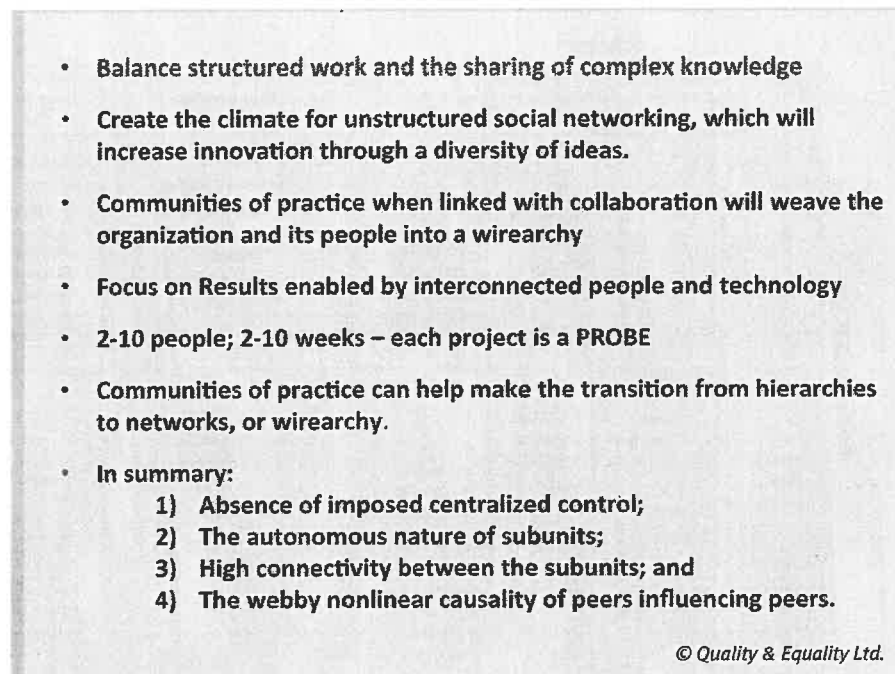 • Balance structured work and the sharing of complex knowledge
• Create the climate for unstructured social networking, which will
increase innovation through a diversity of ideas.
• Communities of practice when linked with collaboration will weave the
organization and its people into a wirearchy
• Focus on Results enabled by interconnected people and technology
• 2-10 people; 2-10 weeks – each project is a PROBE
• Communities of practice can help make the transition from hierarchies
to networks, or wirearchy.
• In summary:
1) Absence of imposed centralized control;
2) The autonomous nature of subunits;
3) High connectivity between the subunits; and
4) The webby nonlinear causality of peers influencing peers.
© Quality & Equality Ltd.